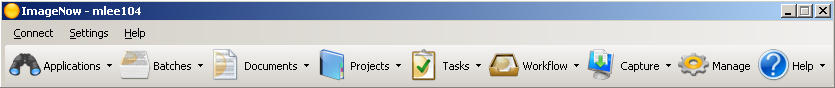 ImageNow - mlee104
Connect Settings Help
Applications Batches Documents Projects Tasks Workflow Capture Manage Help